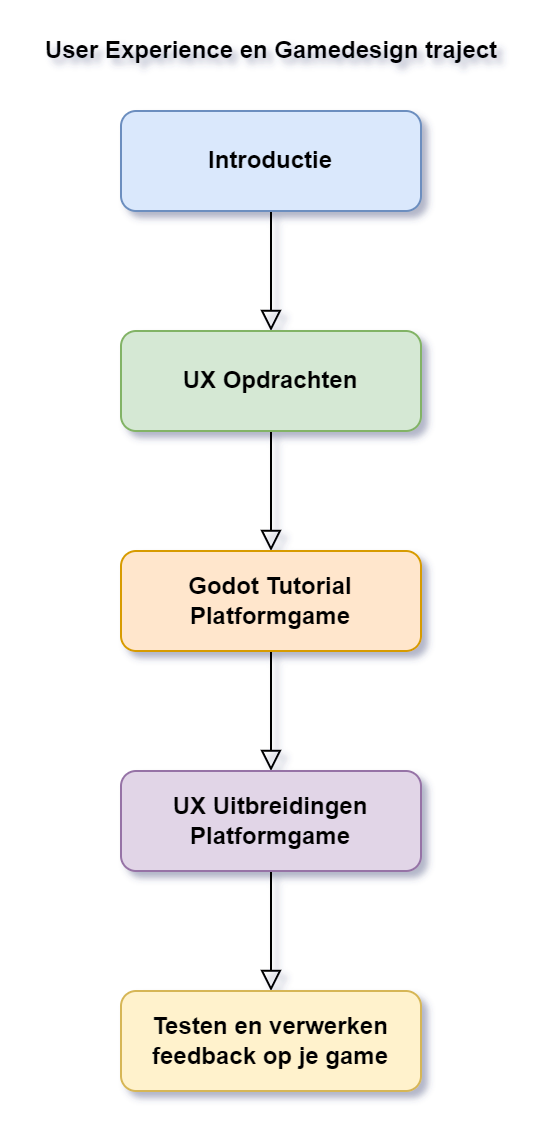 User Experience en Gamedesign traject
Introductie
UX Opdrachten
Godot Tutorial
Platformgame
UX Uitbreidingen
Platformgame
Testen en verwerken
feedback op je game